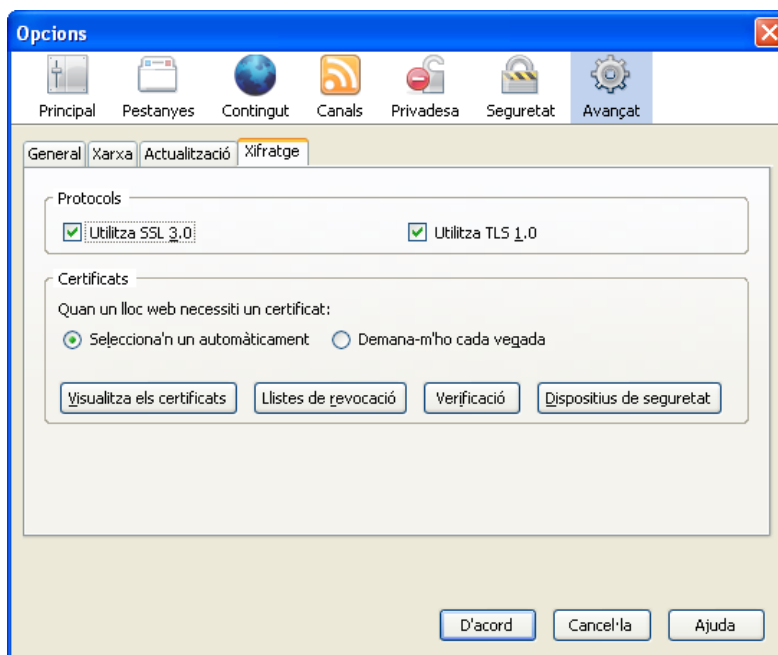 Opcions
Principal Pestanyes Contingut Canals Privadesa Seguretat Avançat
General Xarxa Actualització Xifratge
Protocols
Utilitza SSL 3.0 Utilitza TLS 1.0
Certificats
Quan un lloc web necessiti un certificat:
Selecciona'n un automàticament Demana-m'ho cada vegada
Visualitza els certificats Llistes de revocació Verificació Dispositius de seguretat
D'acord Cancel·la Ajuda